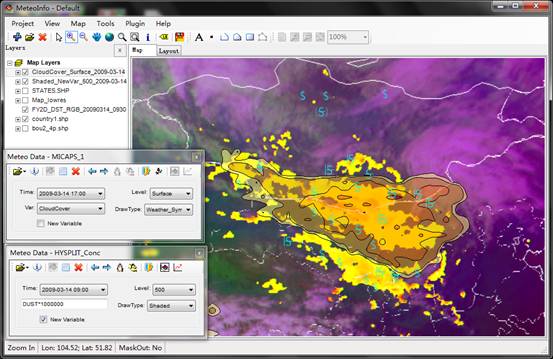 MeteoInfo - Default
Project View Map Tools Plugin Help
100%
Layers
Map Layout
Map Layers
CloudCover_Surface_2009-03-14
Shaded_NewVar_500_2009-03-14
STATES.SHP
Map_lowres
FY2D_DST_RGB_20090314_0930
country1.shp
bou2_4p.shp
Meteo Data - MICAPS_1
Time: 2009-03-14 17:00 Level: Surface
Var: CloudCover DrawType: Weather_Sym
New Variable
Meteo Data - HYSPLIT_Conc
Time: 2009-03-14 09:00 Level: 500
DUST*1000000 DrawType: Shaded
New Variable
Zoom In Lon: 104.52; Lat: 51.82 MaskOut: No